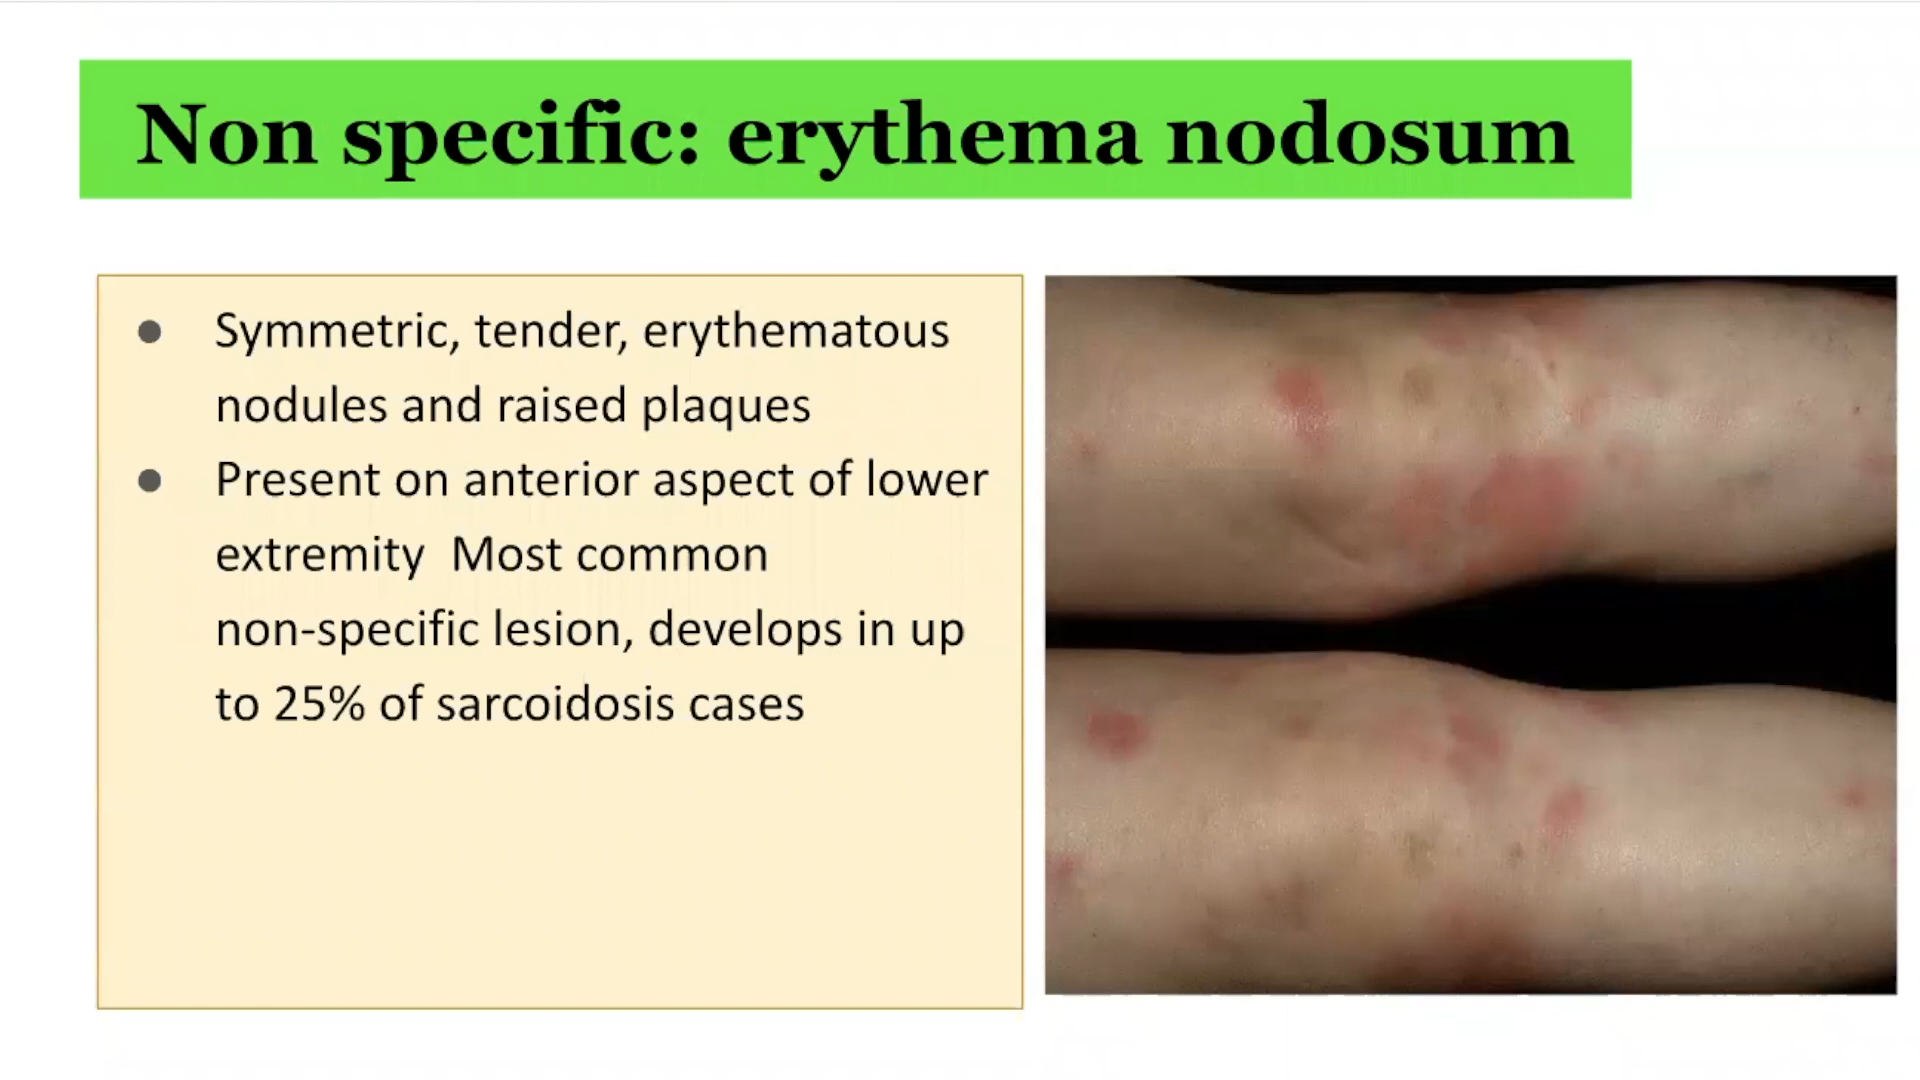 Non specific: erythema nodosum
● Symmetric, tender, erythematous
nodules and raised plaques
● Present on anterior aspect of lower
extremity  Most common
non-specific lesion, develops in up
to 25% of sarcoidosis cases